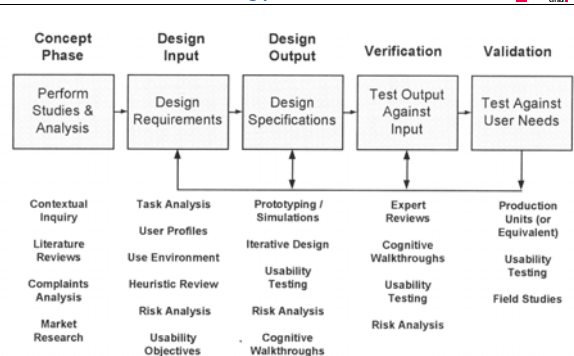 Concept
Phase
Design
Input
Design
Output
Verification
Validation
Perform
Studies &
Analysis
Design
Requirements
Design
Specifications
Test Output
Against
Input
Test Against
User Needs
Contextual
Inquiry
Literature
Reviews
Complaints
Analysis
Market
Research
Task Analysis
User Profiles
Use Environment
Heuristic Review
Risk Analysis
Usability
Objectives
Prototyping /
Simulations
Iterative Design
Usability
Testing
Risk Analysis
Cognitive
Walkthroughs
Expert
Reviews
Cognitive
Walkthroughs
Usability
Testing
Risk Analysis
Production
Units (or
Equivalent)
Usability
Testing
Field Studies